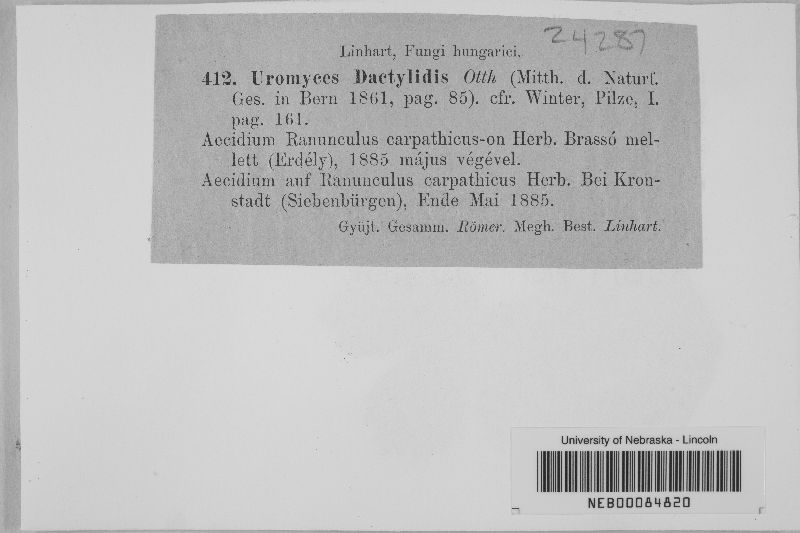 24287
Linhart, Fungi hungarici.
412. Uromyces Dactylidis Otth (Mitth. d. Naturf.
Ges. in Bern 1861, pag. 85). cfr. Winter, Pilze, I.
pag. 161.
Aecidium Ranunculus carpathicus-on Herb. Brassó mel-
lett (Erdély), 1885 május végével.
Aecidium auf Ranunculus carpathicus Herb. Bei Kron-
stadt (Siebenbürgen), Ende Mai 1885.
Gyüjt. Gesamm. Römer. Megh. Best. Linhart.
University of Nebraska - Lincoln
NEB00084820